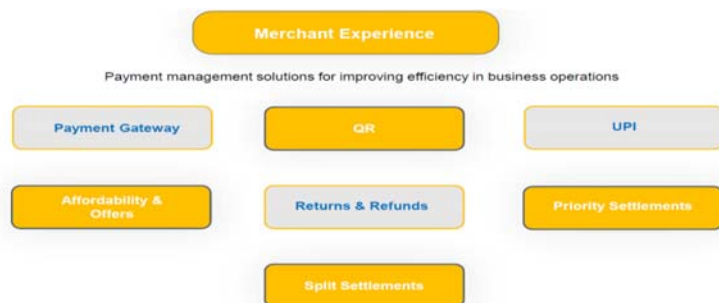 Merchant Experience
Payment management solutions for improving efficiency in business operations
Payment Gateway
QR
UPI
Affordability &
Offers
Returns & Refunds
Priority Settlements
Split Settlements